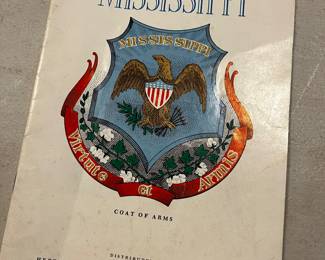 MISSISSIPPI
MISSISSIPPI
Virtute et Armis
COAT OF ARMS